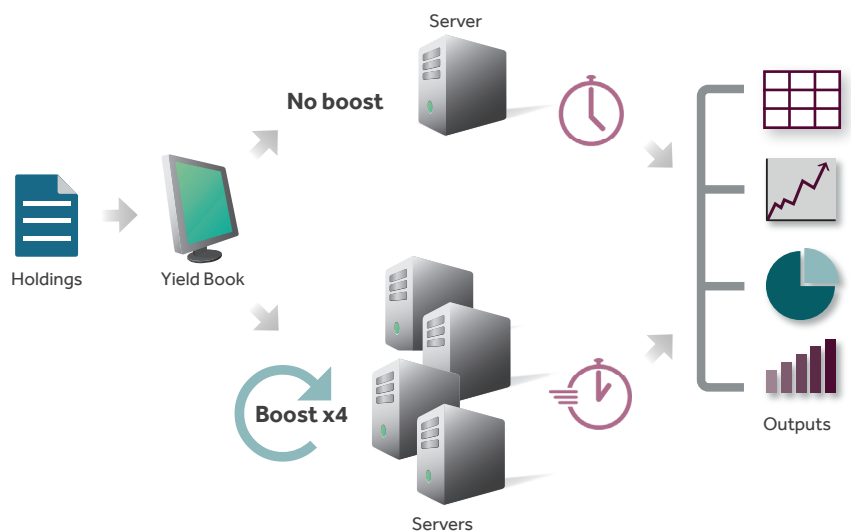 Server
No boost
Holdings
Yield Book
Boost x4
Servers
Outputs